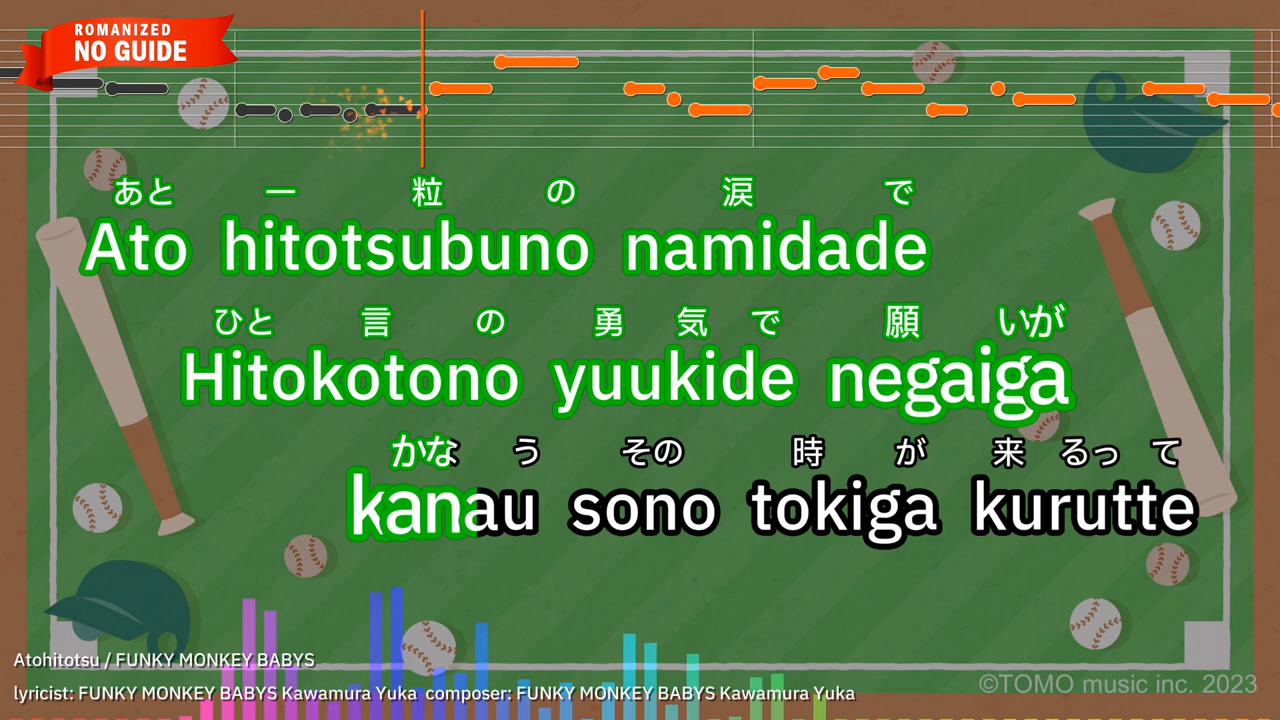 ROMANIZED
NO GUIDE
あと 一 粒 の 涙 で
Ato hitotsubuno namidade
ひと 言 の 勇 気 で 願 いが
Hitokotono yuukide negaiga
かな う その 時 が 来 るっ て
kanau sono tokiga kurutte
Atohitotsu / FUNKY MONKEY BABYS
lyricist: FUNKY MONKEY BABYS Kawamura Yuka composer: FUNKY MONKEY BABYS Kawamura Yuka
©TOMO music inc. 2023